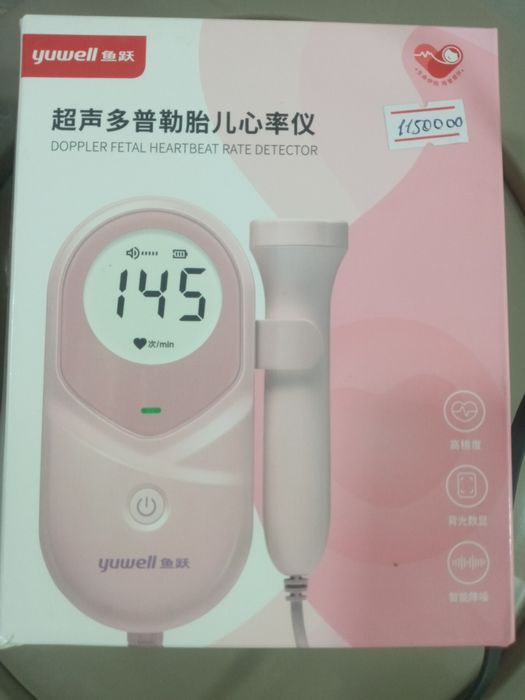 yuwell 鱼跃
超声多普勒胎儿心率仪
DOPPLER FETAL HEARTBEAT RATE DETECTOR
1150000
145
次/min
yuwell 鱼跃
高精度
背光数显
智能降噪